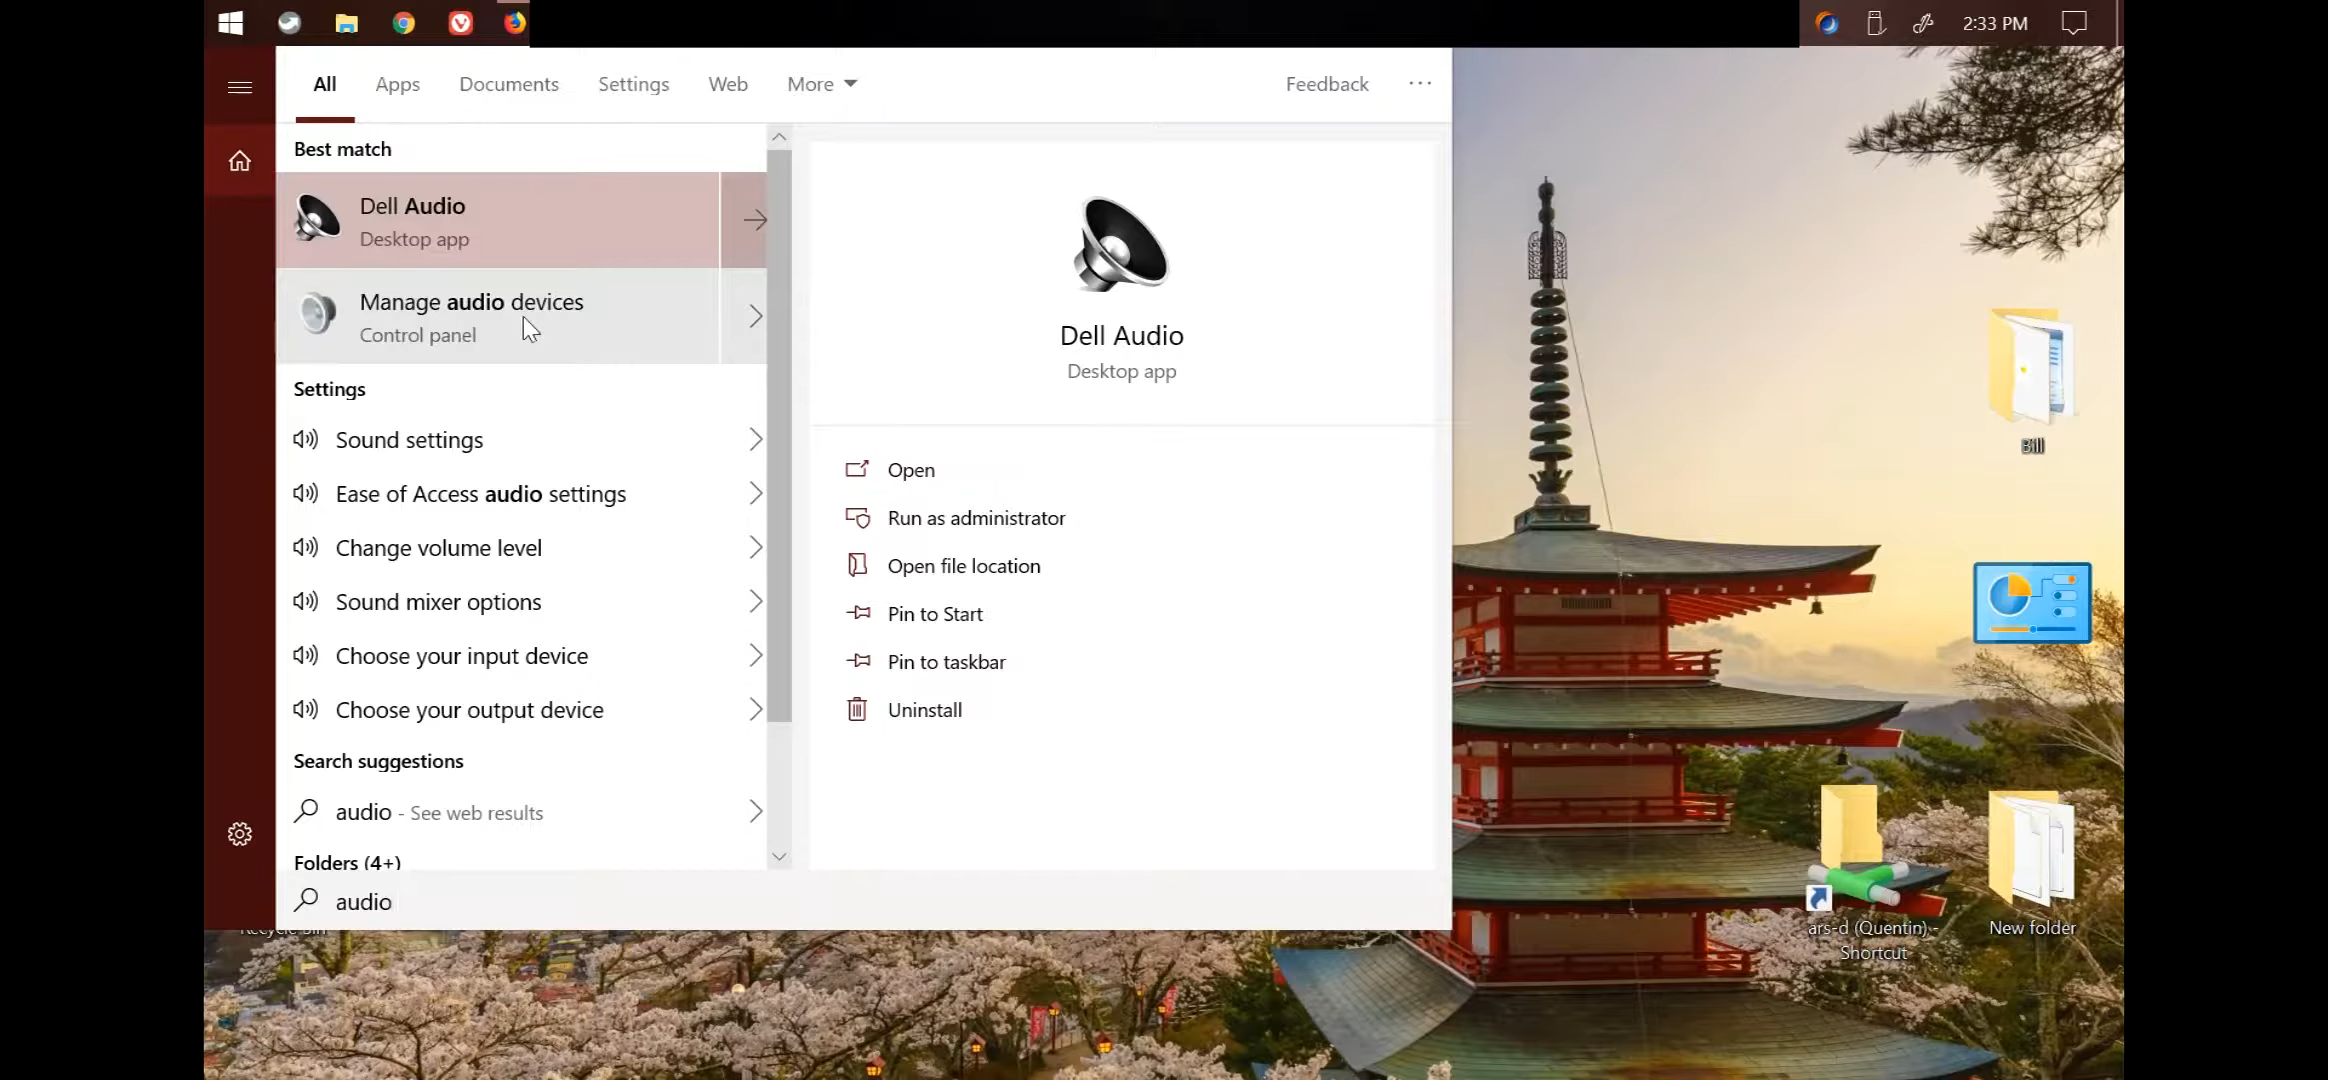 2:33 PM
All Apps Documents Settings Web More Feedback
Best match
Dell Audio
Desktop app
Manage audio devices
Control panel
Settings
Sound settings
Ease of Access audio settings
Change volume level
Sound mixer options
Choose your input device
Choose your output device
Search suggestions
audio - See web results
Folders (4+)
audio
Dell Audio
Desktop app
Open
Run as administrator
Open file location
Pin to Start
Pin to taskbar
Uninstall
Bill
ars-d (Quentin) -
Shortcut
New folder
Recycle Bin